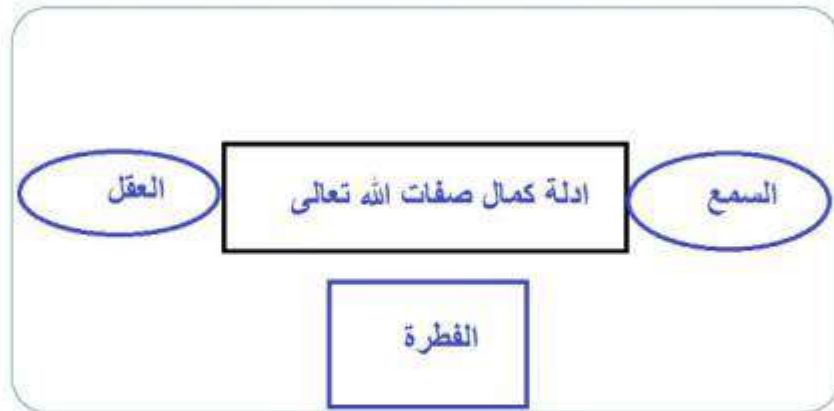 السمع
ادلة كمال صفات الله تعالى
العقل
الفطرة